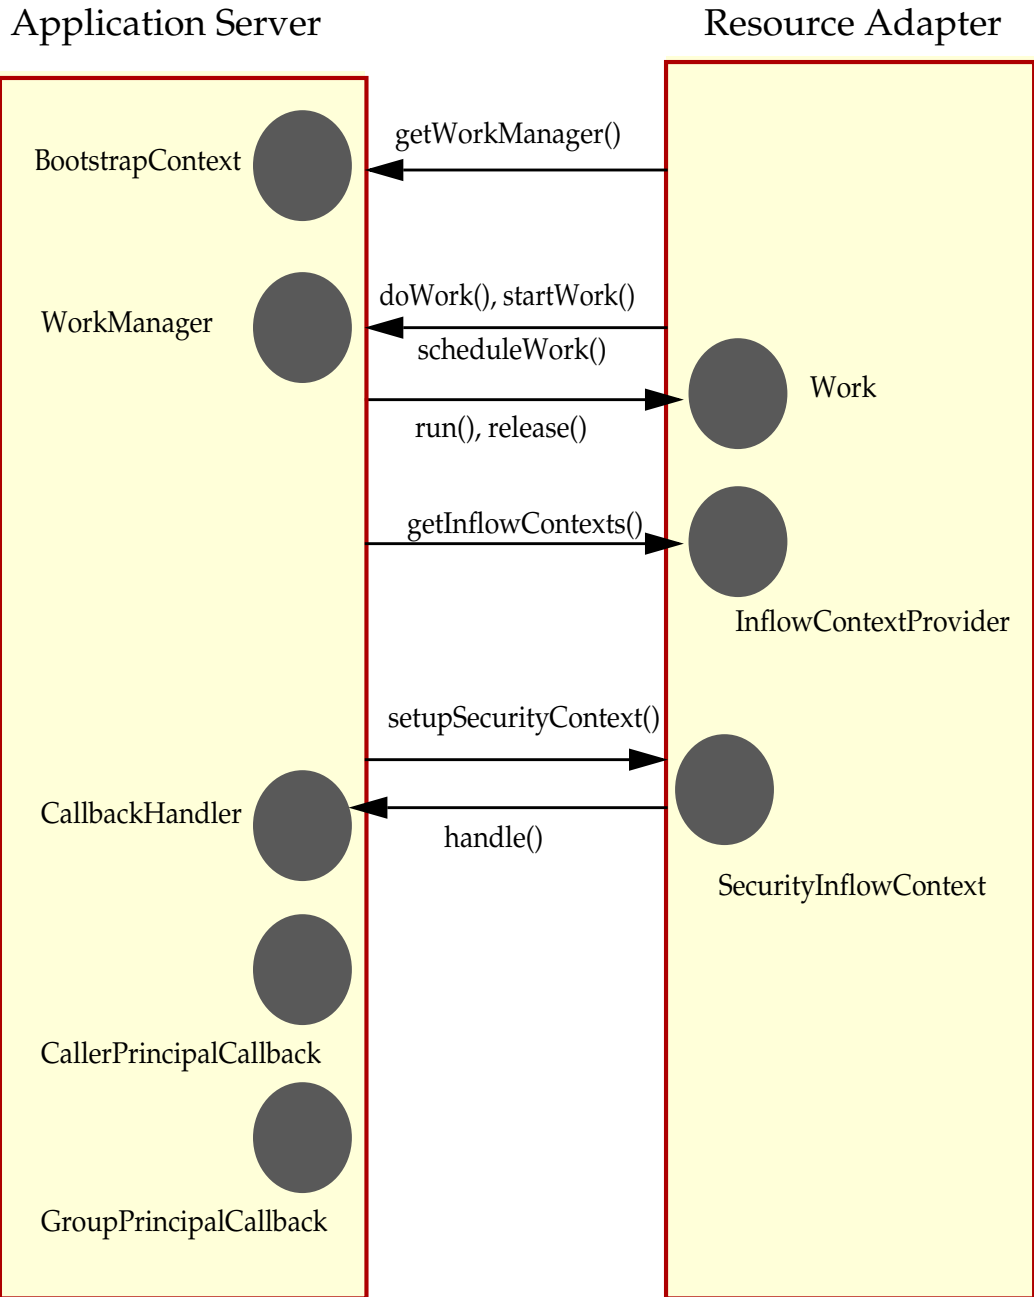 Application Server
Resource Adapter
getWorkManager()
BootstrapContext
doWork(), startWork()
WorkManager
scheduleWork()
Work
run(), release()
getInflowContexts()
InflowContextProvider
setupSecurityContext()
CallbackHandler
handle()
SecurityInflowContext
CallerPrincipalCallback
GroupPrincipalCallback